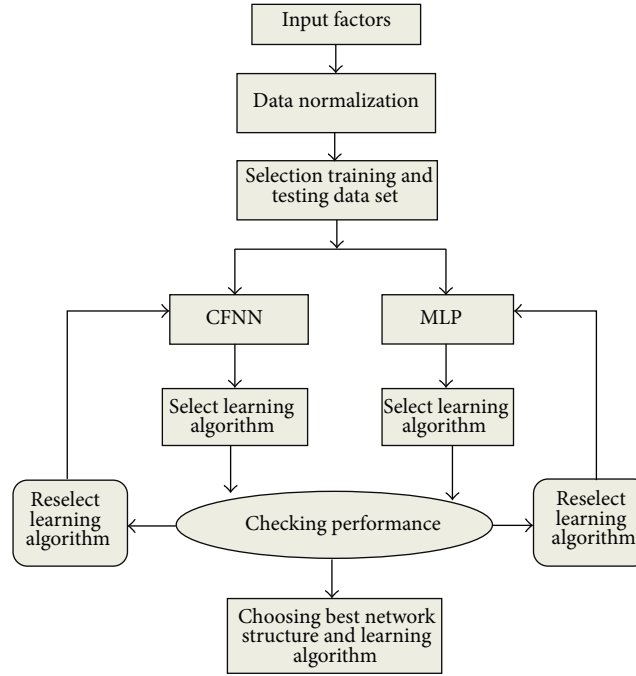 Input factors
Data normalization
Selection training and
testing data set
CFNN
MLP
Select learning
algorithm
Select learning
algorithm
Reselect
learning
algorithm
Checking performance
Reselect
learning
algorithm
Choosing best network
structure and learning
algorithm